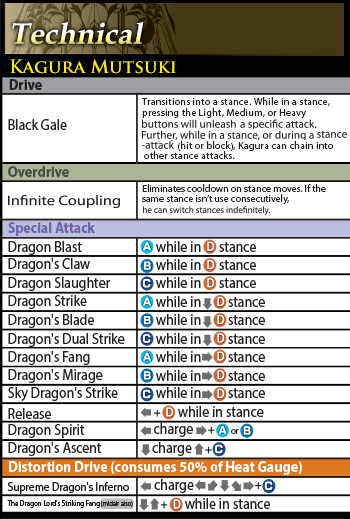 Technical
KAGURA MUTSUKI
Drive
Black Gale
Transitions into a stance. While in a stance,
pressing the Light, Medium, or Heavy
buttons will unleash a specific attack.
Further, while in a stance, or during a stance
-attack (hit or block), Kagura can chain into
other stance attacks.
Overdrive
Infinite Coupling
Eliminates cooldown on stance moves. If the
same stance isn't use consecutively,
he can switch stances indefinitely.
Special Attack
Dragon Blast A while in D stance
Dragon's Claw B while in D stance
Dragon Slaughter C while in D stance
Dragon Strike A while in ⬇ D stance
Dragon's Blade B while in ⬇ D stance
Dragon's Dual Strike C while in ⬇ D stance
Dragon's Fang A while in ➡ D stance
Dragon's Mirage B while in ➡ D stance
Sky Dragon's Strike C while in ➡ D stance
Release ⬅ + D while in stance
Dragon Spirit ⬅ charge ➡ + A or B
Dragon's Ascent ⬇ charge ⬆ + C
Distortion Drive (consumes 50% of Heat Gauge)
Supreme Dragon's Inferno ⬅ charge ⬅ ↙ ⬇ ↘ ➡ + C
The Dragon Lord's Striking Fang (midair also) ⬇ ⬆ + D while in stance